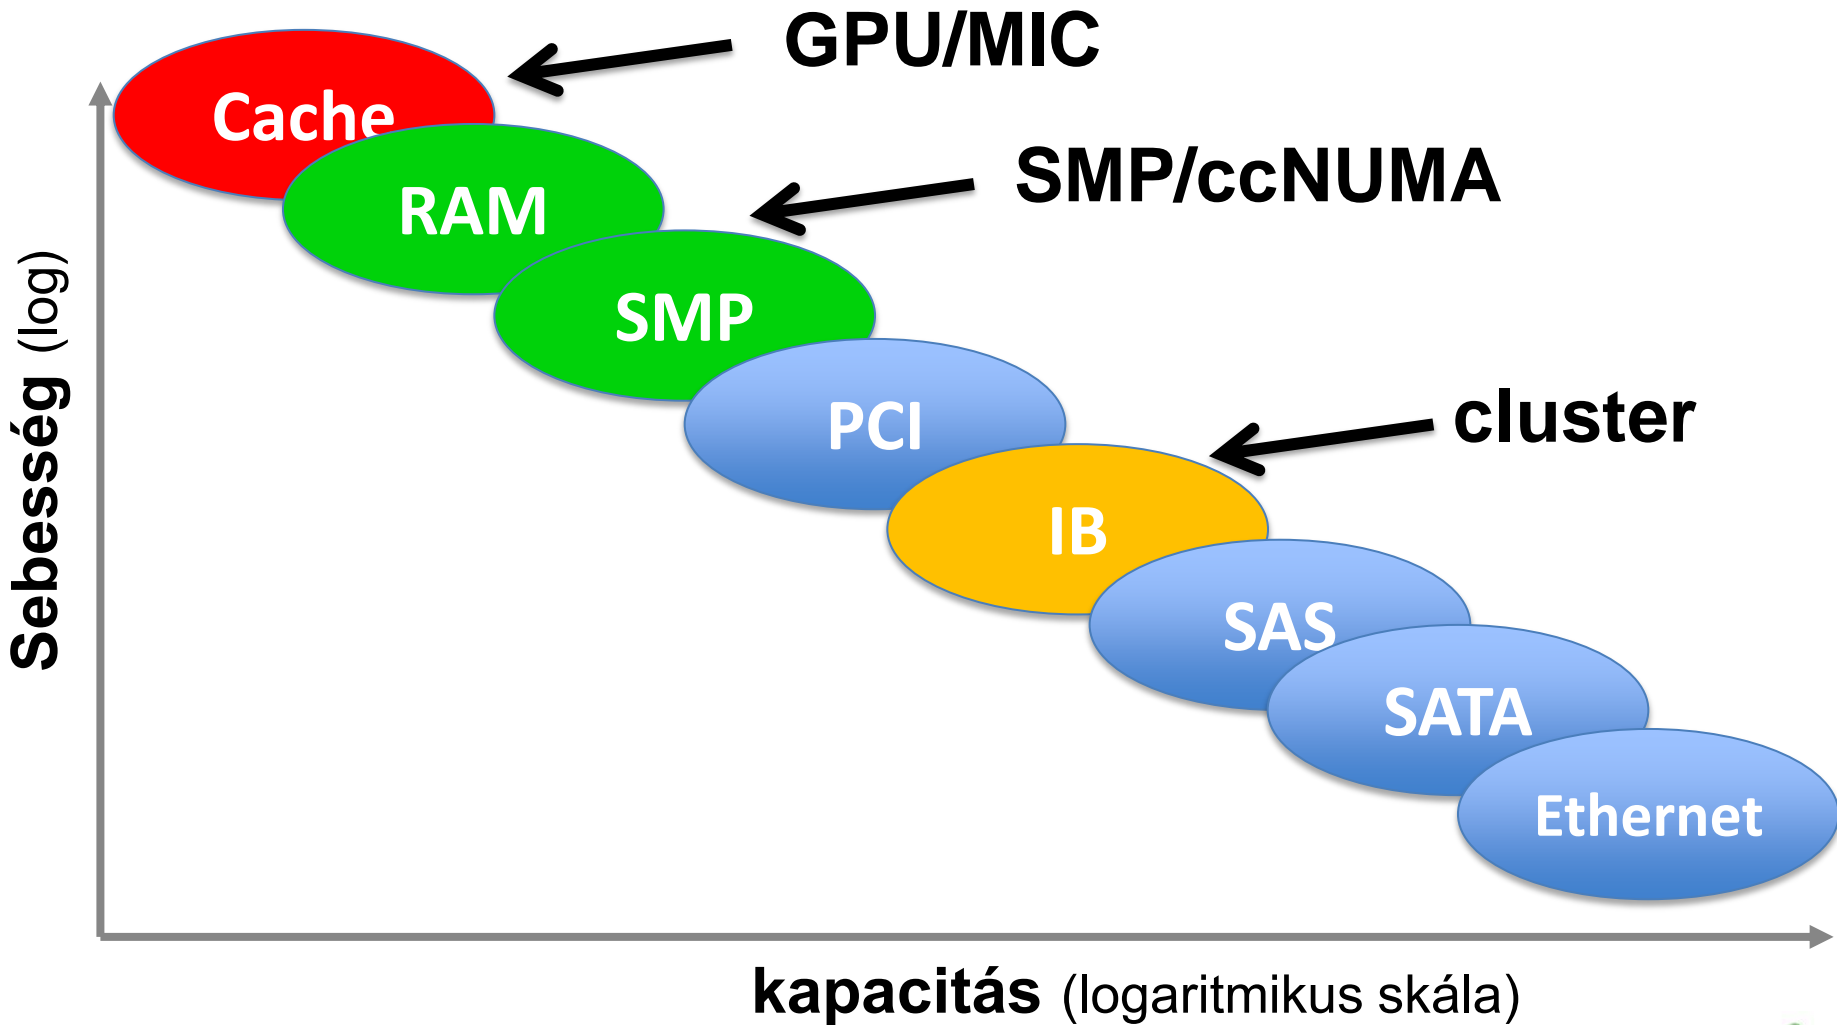 GPU/MIC
Cache
SMP/ccNUMA
RAM
SMP
cluster
PCI
IB
SAS
SATA
Ethernet
Sebesség (log)
kapacitás (logaritmikus skála)